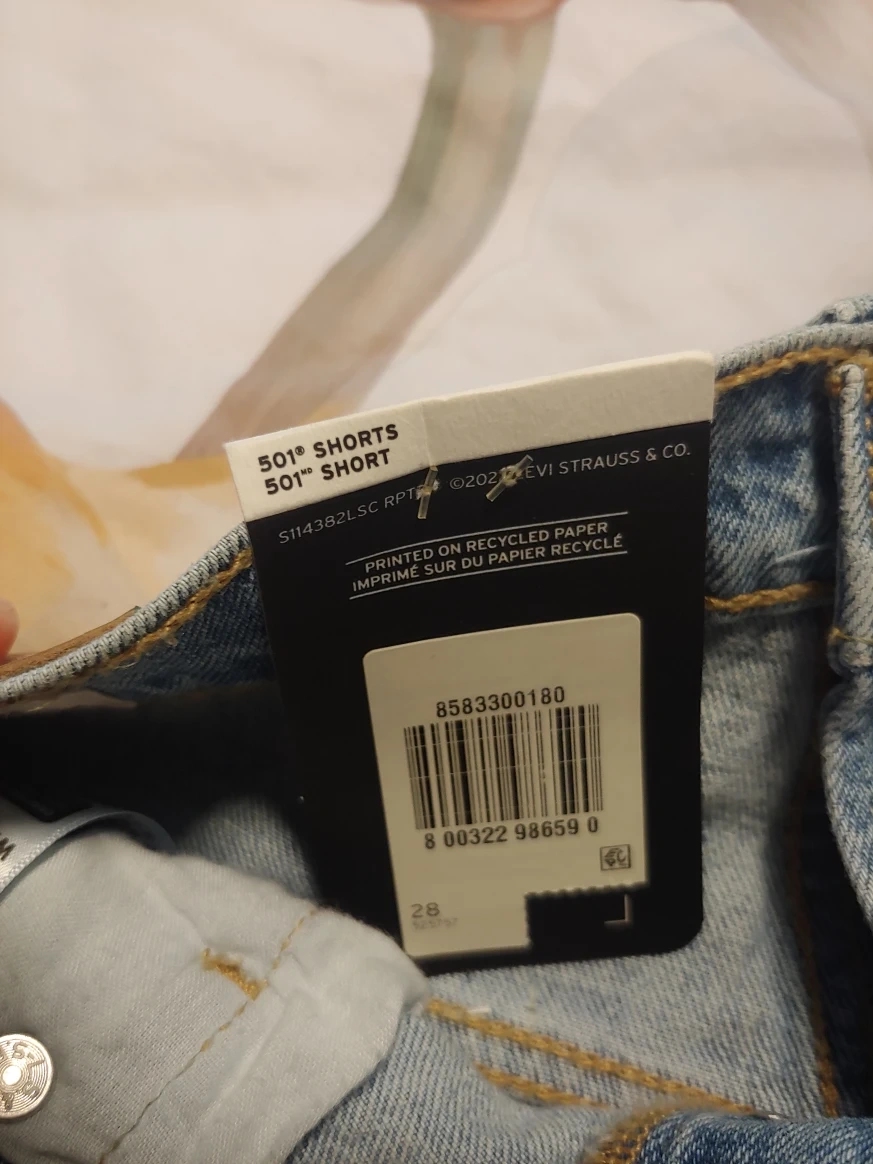 501® SHORTS
501ᴹᴰ SHORT
S114382LSC RPT © LEVI STRAUSS & CO.
PRINTED ON RECYCLED PAPER
IMPRIMÉ SUR DU PAPIER RECYCLÉ
8583300180
8 00322 98659 0
28